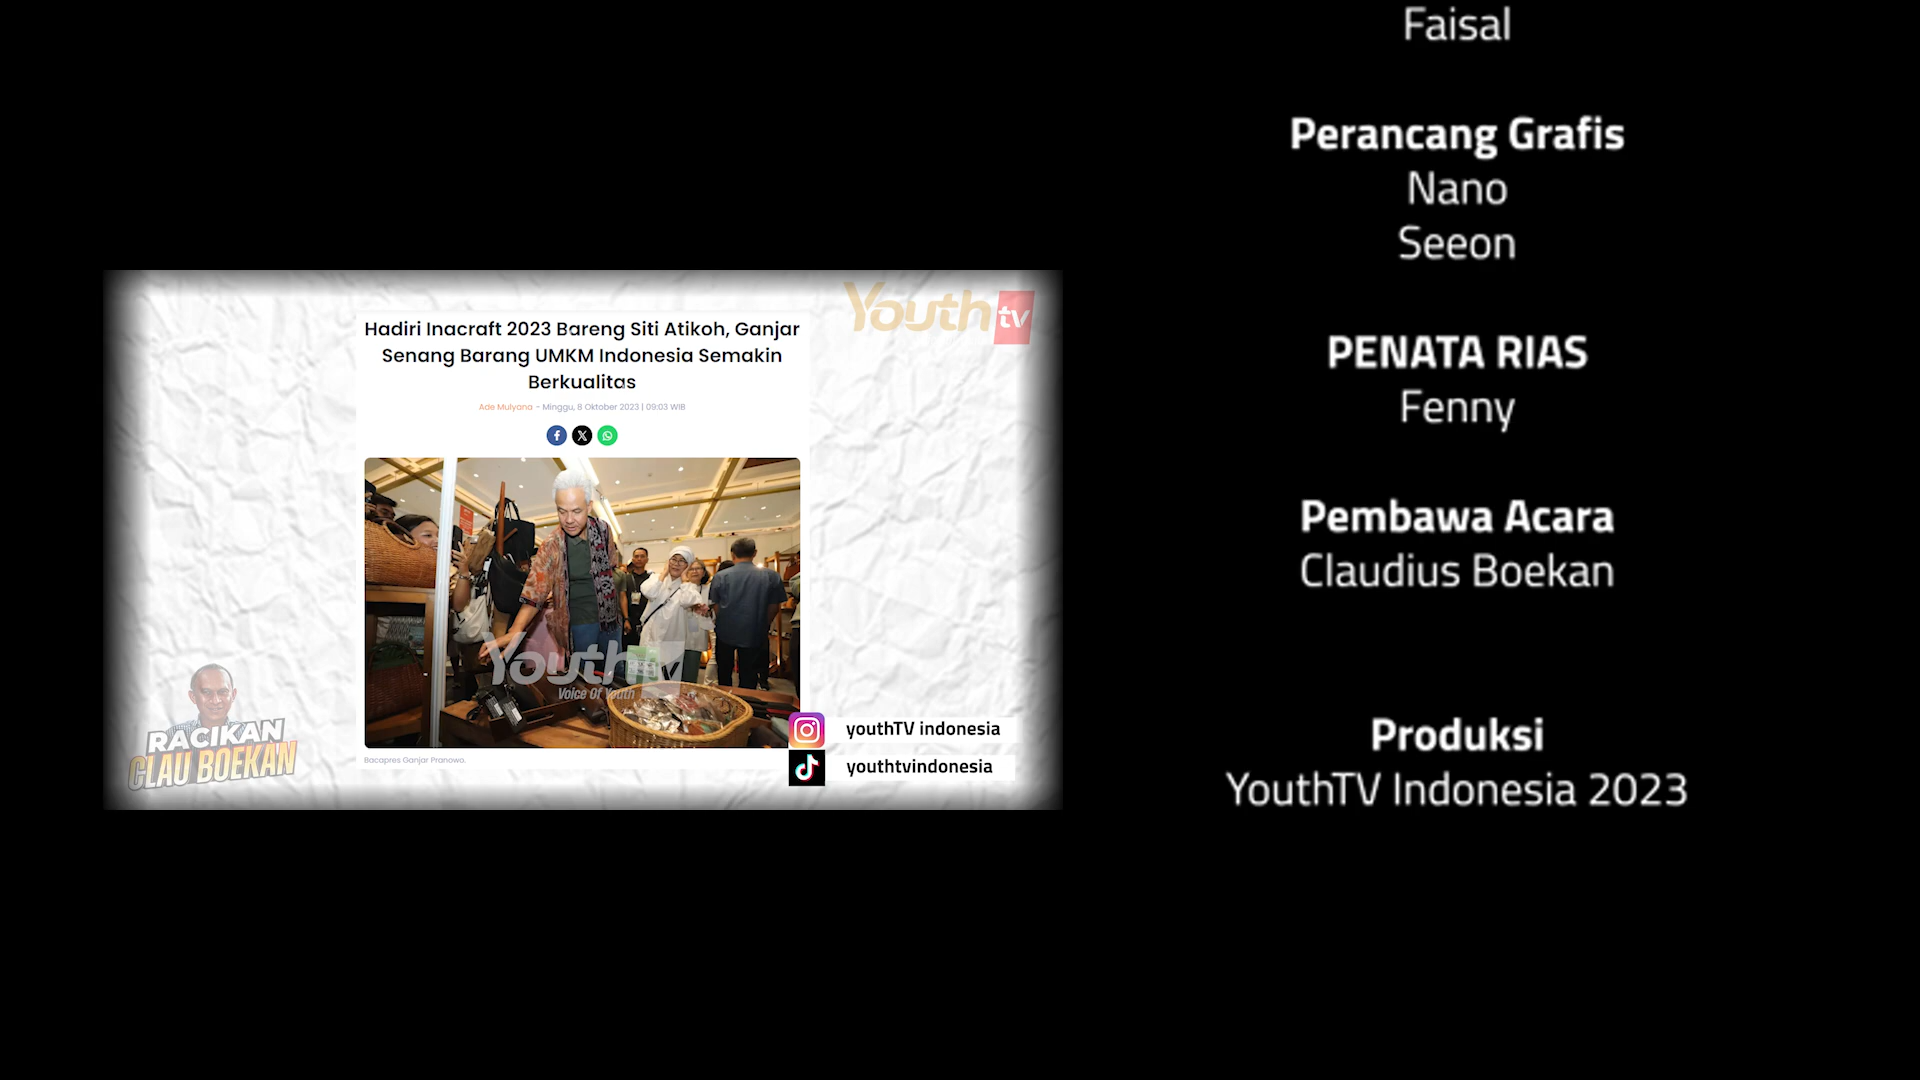 Youth tv
Hadiri Inacraft 2023 Bareng Siti Atikoh, Ganjar
Senang Barang UMKM Indonesia Semakin
Berkualitas
Ade Mulyana - Minggu, 8 Oktober 2023 | 09:03 WIB
Youth tv
Voice Of Youth
Bacapres Ganjar Pranowo.
RACIKAN
CLAU BOEKAN
youthTV indonesia
youthtvindonesia
Faisal
Perancang Grafis
Nano
Seeon
PENATA RIAS
Fenny
Pembawa Acara
Claudius Boekan
Produksi
YouthTV Indonesia 2023